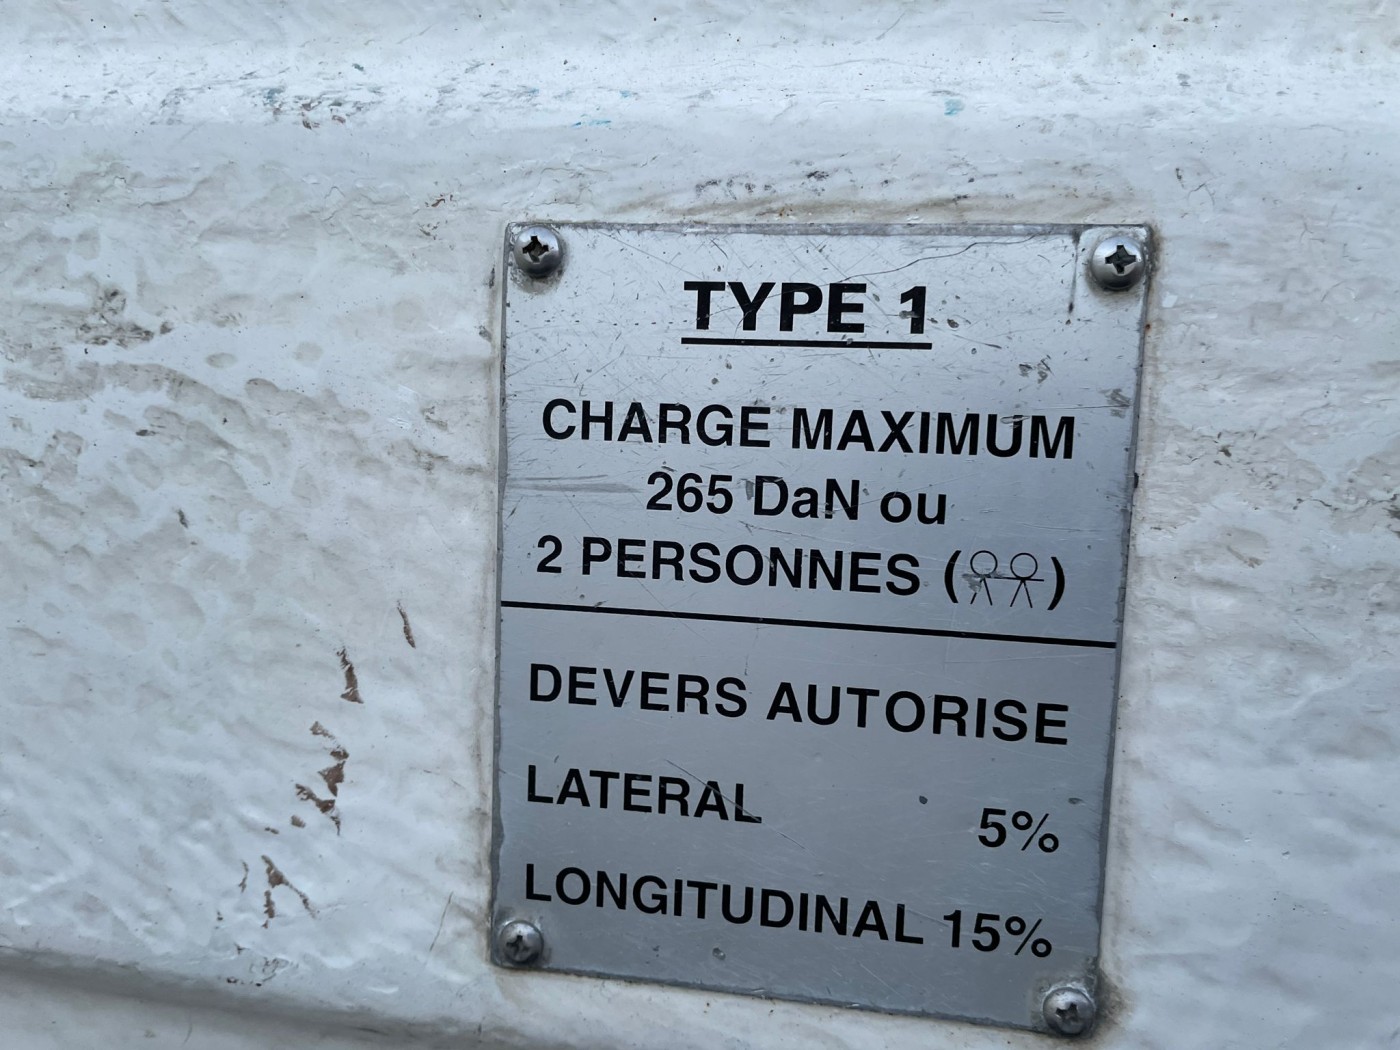 TYPE 1
CHARGE MAXIMUM
265 DaN ou
2 PERSONNES ( )
DEVERS AUTORISE
LATERAL 5%
LONGITUDINAL 15%